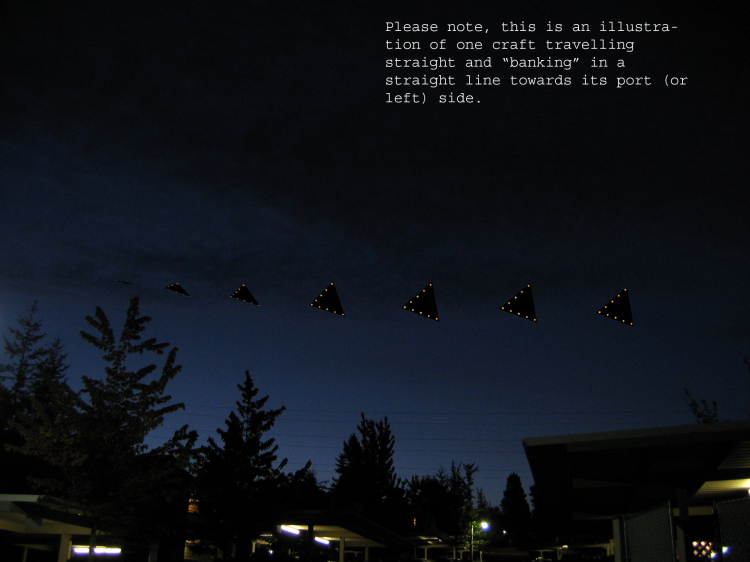 Please note, this is an illustra-
tion of one craft travelling
straight and “banking” in a
straight line towards its port (or
left) side.